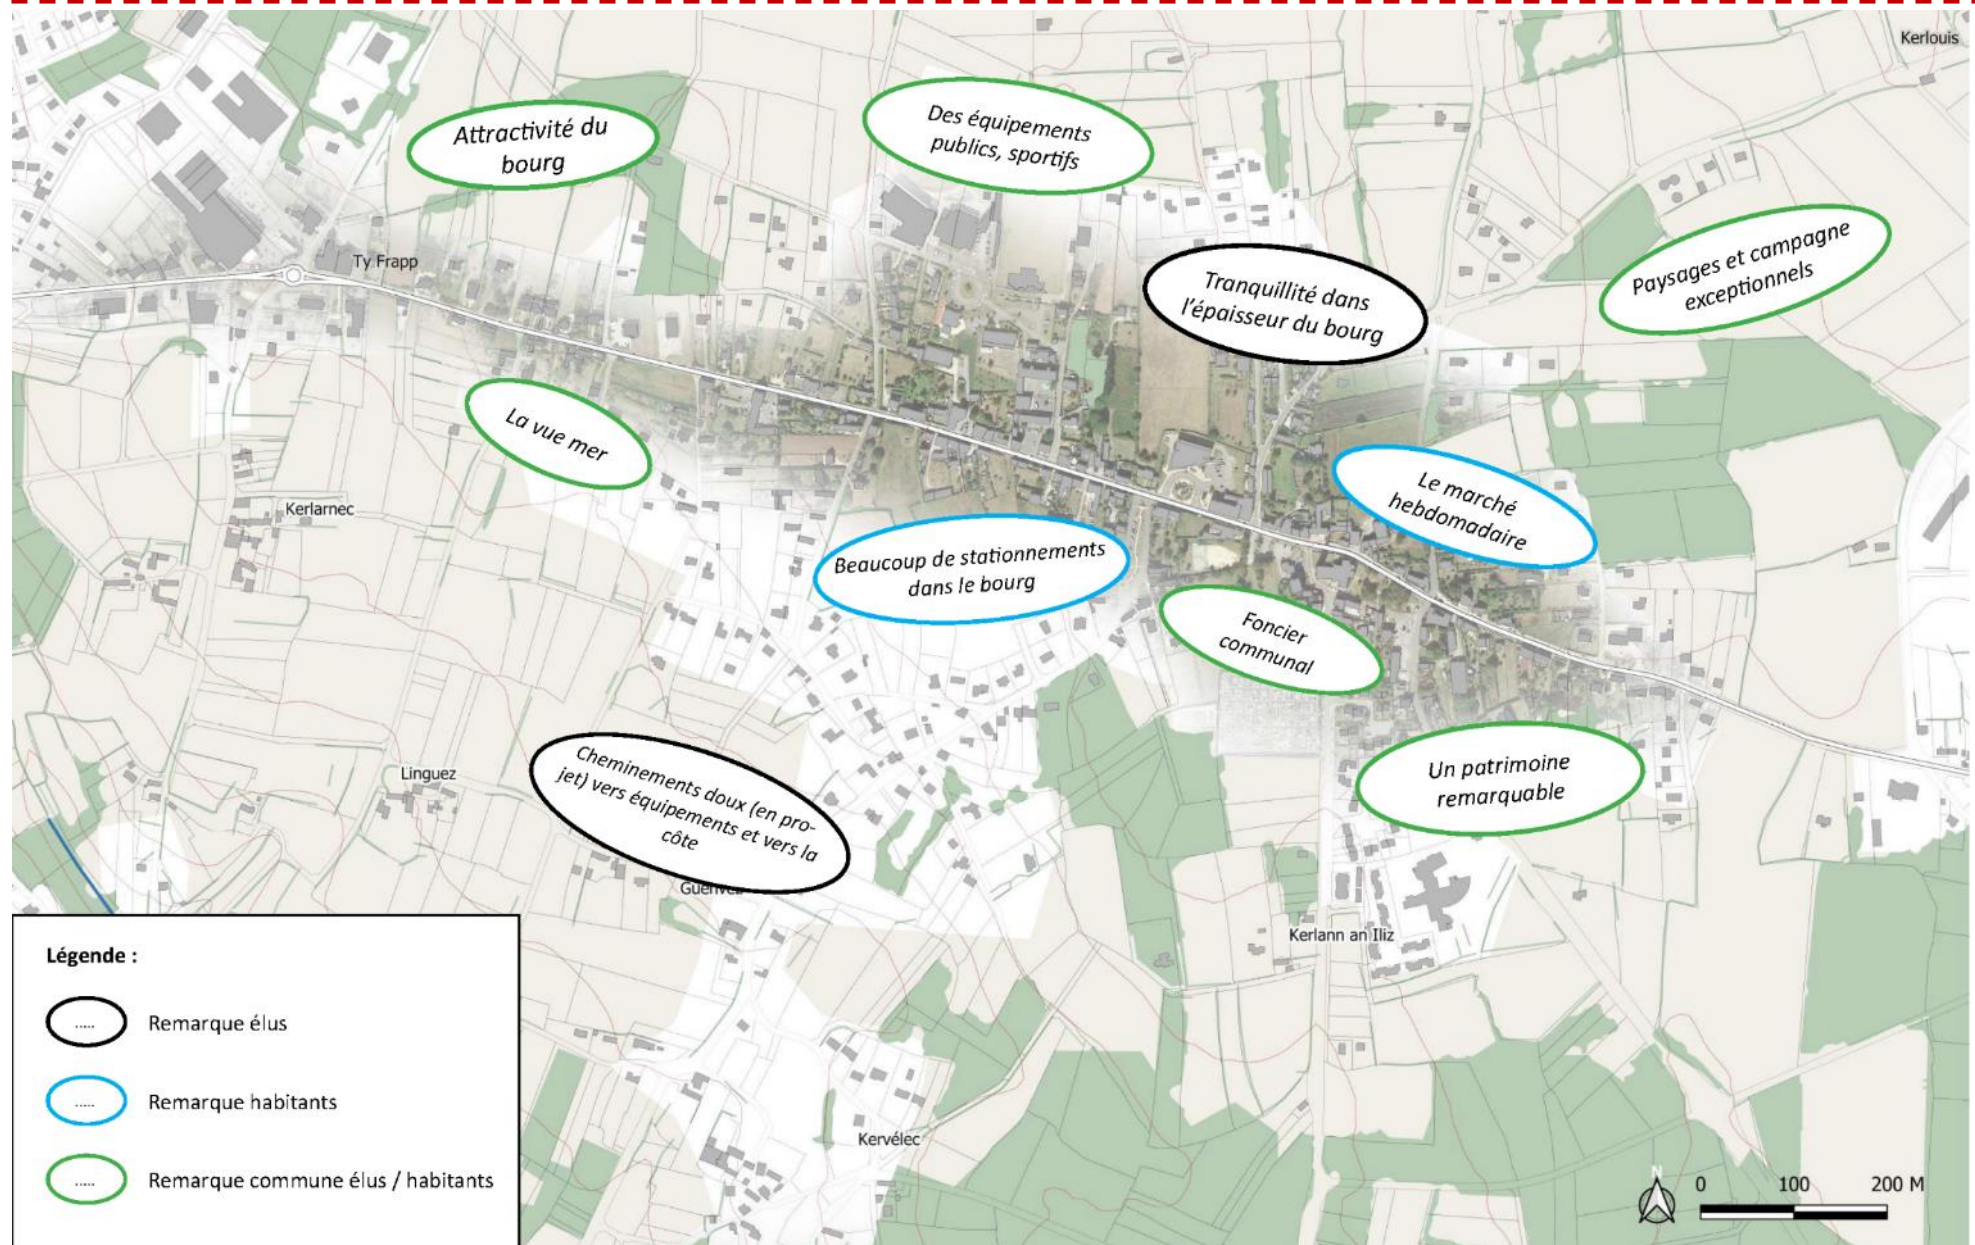 Kerlouis
Attractivité du
bourg
Des équipements
publics, sportifs
Ty Frapp
Tranquillité dans
l'épaisseur du bourg
Paysages et campagne
exceptionnels
La vue mer
Kerlarnec
Le marché
hebdomadaire
Beaucoup de stationnements
dans le bourg
Foncier
communal
Linguez
Cheminements doux (en pro-
jet) vers équipements et vers la
côte
Un patrimoine
remarquable
Kerlann an Iliz
Légende :
..... Remarque élus
..... Remarque habitants
..... Remarque commune élus / habitants
Kervélec
N
0 100 200 M